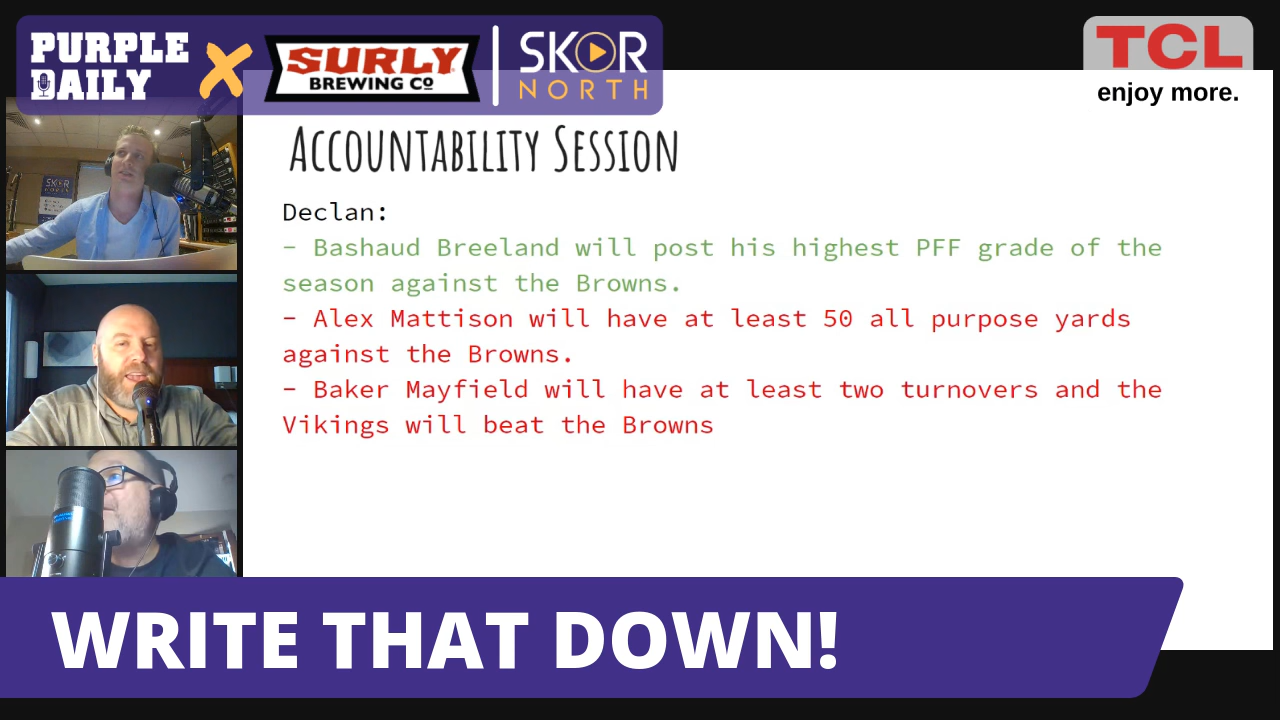 PURPLE DAILY
X
SURLY
BREWING CO
SKOR
NORTH
TCL
enjoy more.
SKOR
NORTH
Accountability Session
Declan:
- Bashaud Breeland will post his highest PFF grade of the
season against the Browns.
- Alex Mattison will have at least 50 all purpose yards
against the Browns.
- Baker Mayfield will have at least two turnovers and the
Vikings will beat the Browns
WRITE THAT DOWN!